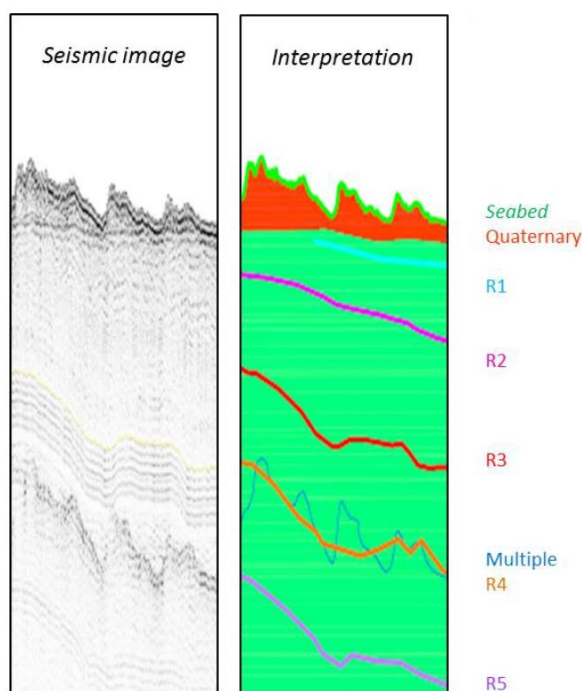 Seismic image
Interpretation
Seabed
Quaternary
R1
R2
R3
Multiple
R4
R5